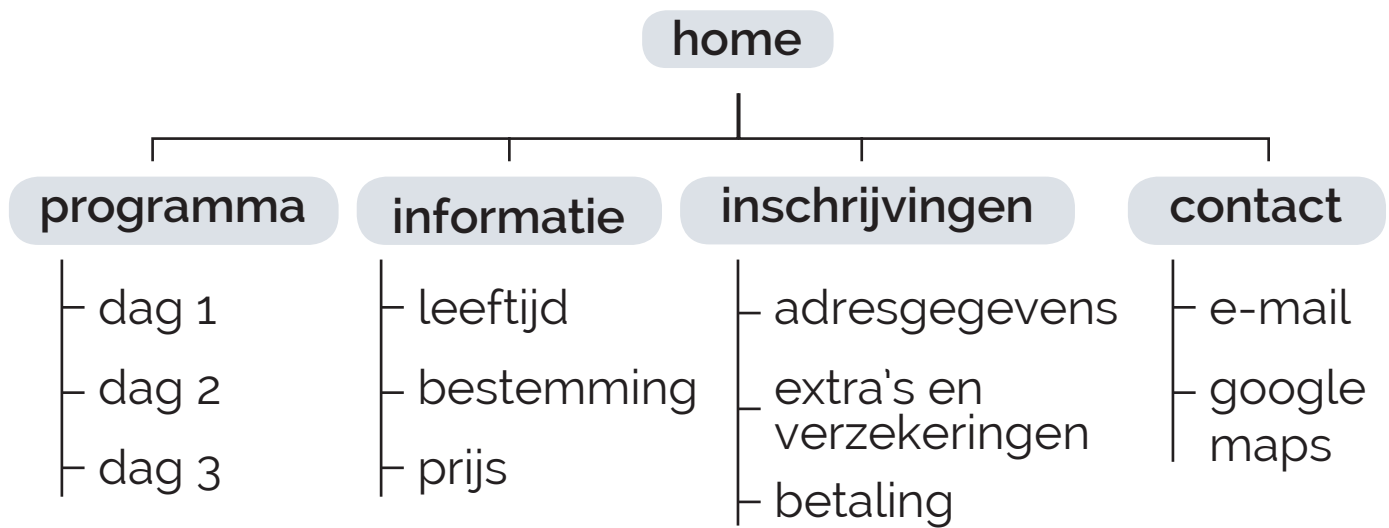 home
programma
dag 1
dag 2
dag 3
informatie
leeftijd
bestemming
prijs
inschrijvingen
adresgegevens
extra's en
verzekeringen
betaling
contact
e-mail
google
maps